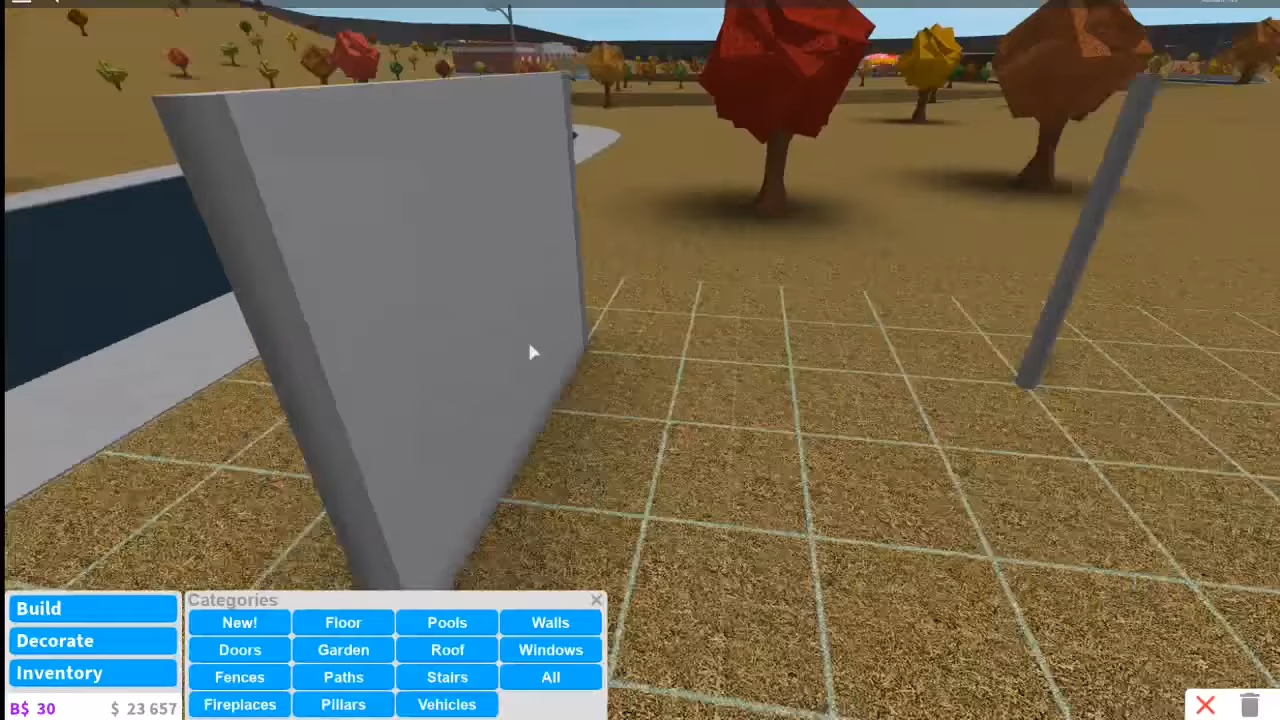 Build
Decorate
Inventory
B$ 30 $ 23 657
Categories
New! Floor Pools Walls
Doors Garden Roof Windows
Fences Paths Stairs All
Fireplaces Pillars Vehicles